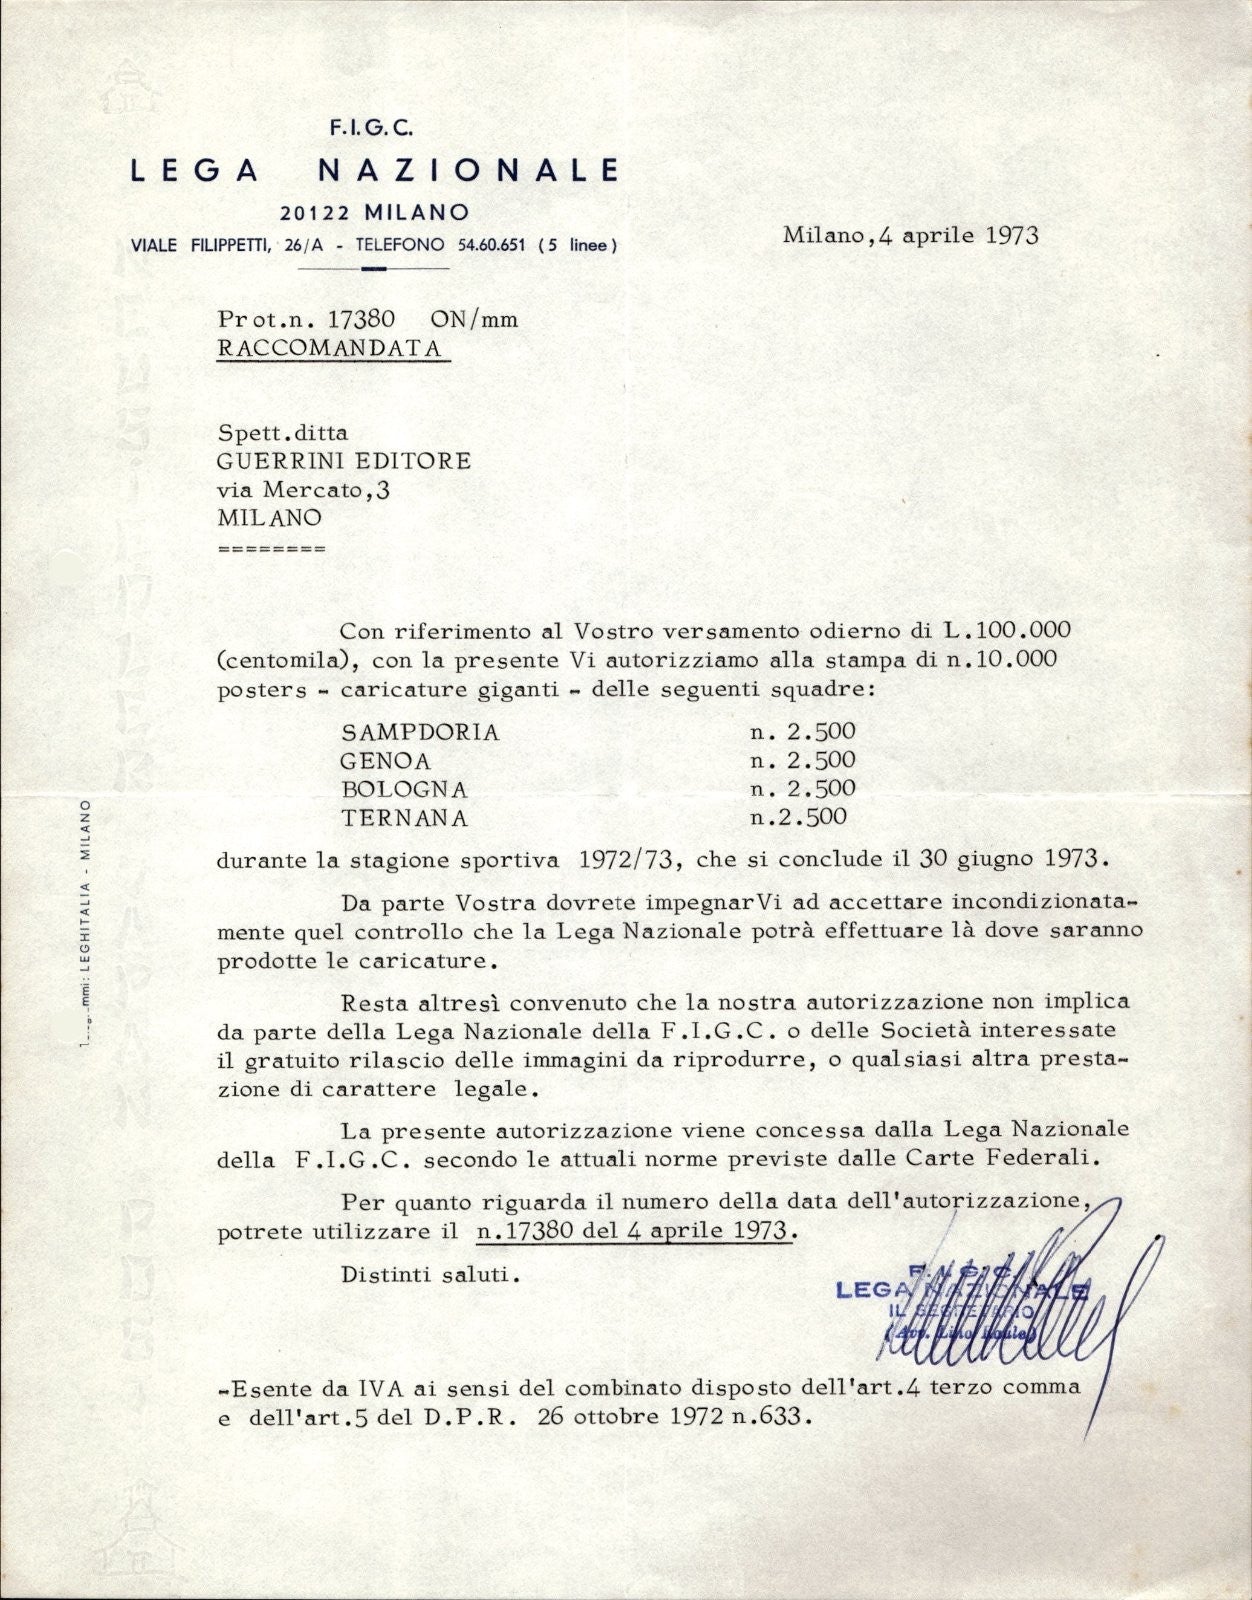 F.I.G.C.
LEGA NAZIONALE
20122 MILANO
VIALE FILIPPETTI, 26/A - TELEFONO 54.60.651 (5 linee)
Milano,4 aprile 1973
Prot.n. 17380 ON/mm
RACCOMANDATA
Spett.ditta
GUERRINI EDITORE
via Mercato,3
MILANO
========
Con riferimento al Vostro versamento odierno di L.100.000
(centomila), con la presente Vi autorizziamo alla stampa di n.10.000
posters - caricature giganti - delle seguenti squadre:
SAMPDORIA n. 2.500
GENOA n. 2.500
BOLOGNA n. 2.500
TERNANA n.2.500
durante la stagione sportiva 1972/73, che si conclude il 30 giugno 1973.
Da parte Vostra dovrete impegnarVi ad accettare incondizionata-
mente quel controllo che la Lega Nazionale potrà effettuare là dove saranno
prodotte le caricature.
Resta altresì convenuto che la nostra autorizzazione non implica
da parte della Lega Nazionale della F.I.G.C. o delle Società interessate
il gratuito rilascio delle immagini da riprodurre, o qualsiasi altra presta-
zione di carattere legale.
La presente autorizzazione viene concessa dalla Lega Nazionale
della F.I.G.C. secondo le attuali norme previste dalle Carte Federali.
Per quanto riguarda il numero della data dell'autorizzazione,
potrete utilizzare il n.17380 del 4 aprile 1973.
Distinti saluti.
F.I.G.C.
LEGA NAZIONALE
IL SEGRETARIO
(Avv. Lino
-Esente da IVA ai sensi del combinato disposto dell'art.4 terzo comma
e dell'art.5 del D.P.R. 26 ottobre 1972 n.633.
LEGHITALIA - MILANO